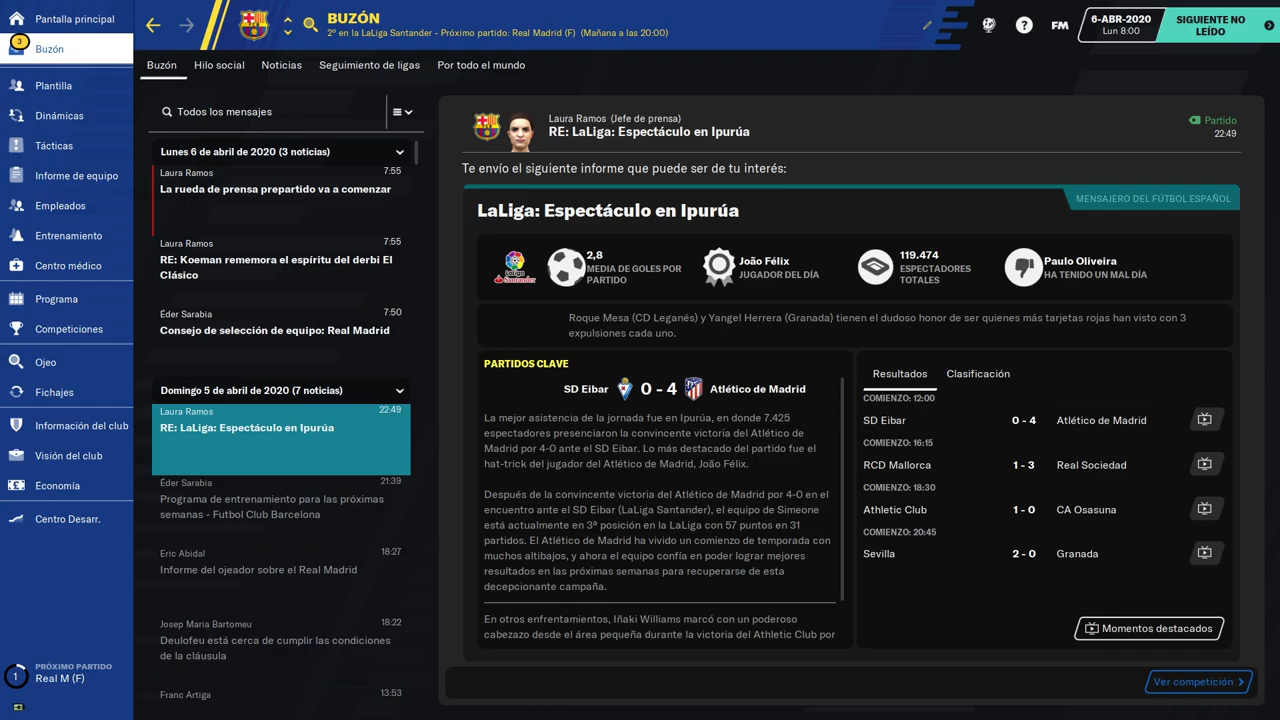 Pantalla principal
3
Buzón
Plantilla
Dinámicas
Tácticas
Informe de equipo
Empleados
Entrenamiento
Centro médico
Programa
Competiciones
Ojeo
Fichajes
Información del club
Visión del club
Economía
Centro Desarr.
1
PRÓXIMO PARTIDO
Real M (F)
BUZÓN
2º en la LaLiga Santander - Próximo partido: Real Madrid (F) (Mañana a las 20:00)
?
FM
6-ABR-2020
Lun 8:00
SIGUIENTE NO
LEÍDO
Buzón
Hilo social
Noticias
Seguimiento de ligas
Por todo el mundo
Todos los mensajes
Lunes 6 de abril de 2020 (3 noticias)
Laura Ramos 7:55
La rueda de prensa prepartido va a comenzar
Laura Ramos 7:55
RE: Koeman rememora el espíritu del derbi El
Clásico
Éder Sarabia 7:50
Consejo de selección de equipo: Real Madrid
Domingo 5 de abril de 2020 (7 noticias)
Laura Ramos 22:49
RE: LaLiga: Espectáculo en Ipurúa
Éder Sarabia 21:39
Programa de entrenamiento para las próximas
semanas - Futbol Club Barcelona
Eric Abidal 18:27
Informe del ojeador sobre el Real Madrid
Josep Maria Bartomeu 18:22
Deulofeu está cerca de cumplir las condiciones
de la cláusula
Franc Artiga 13:53
Laura Ramos (Jefe de prensa)
RE: LaLiga: Espectáculo en Ipurúa
Partido
22:49
Te envío el siguiente informe que puede ser de tu interés:
MENSAJERO DEL FÚTBOL ESPAÑOL
LaLiga: Espectáculo en Ipurúa
LaLiga
Santander
2,8
MEDIA DE GOLES POR
PARTIDO
João Félix
JUGADOR DEL DÍA
119.474
ESPECTADORES
TOTALES
Paulo Oliveira
HA TENIDO UN MAL DÍA
Roque Mesa (CD Leganés) y Yangel Herrera (Granada) tienen el dudoso honor de ser quienes más tarjetas rojas han visto con 3
expulsiones cada uno.
PARTIDOS CLAVE
SD Eibar 0 - 4 Atlético de Madrid
La mejor asistencia de la jornada fue en Ipurúa, en donde 7.425
espectadores presenciaron la convincente victoria del Atlético de
Madrid por 4-0 ante el SD Eibar. Lo más destacado del partido fue el
hat-trick del jugador del Atlético de Madrid, João Félix.
Después de la convincente victoria del Atlético de Madrid por 4-0 en el
encuentro ante el SD Eibar (LaLiga Santander), el equipo de Simeone
está actualmente en 3ª posición en la LaLiga con 57 puntos en 31
partidos. El Atlético de Madrid ha vivido un comienzo de temporada con
muchos altibajos, y ahora el equipo confía en poder lograr mejores
resultados en las próximas semanas para recuperarse de esta
decepcionante campaña.
En otros enfrentamientos, Iñaki Williams marcó con un poderoso
cabezazo desde el área pequeña durante la victoria del Athletic Club por
Resultados
Clasificación
COMIENZO: 12:00
SD Eibar 0 - 4 Atlético de Madrid
COMIENZO: 16:15
RCD Mallorca 1 - 3 Real Sociedad
COMIENZO: 18:30
Athletic Club 1 - 0 CA Osasuna
COMIENZO: 20:45
Sevilla 2 - 0 Granada
Momentos destacados
Ver competición